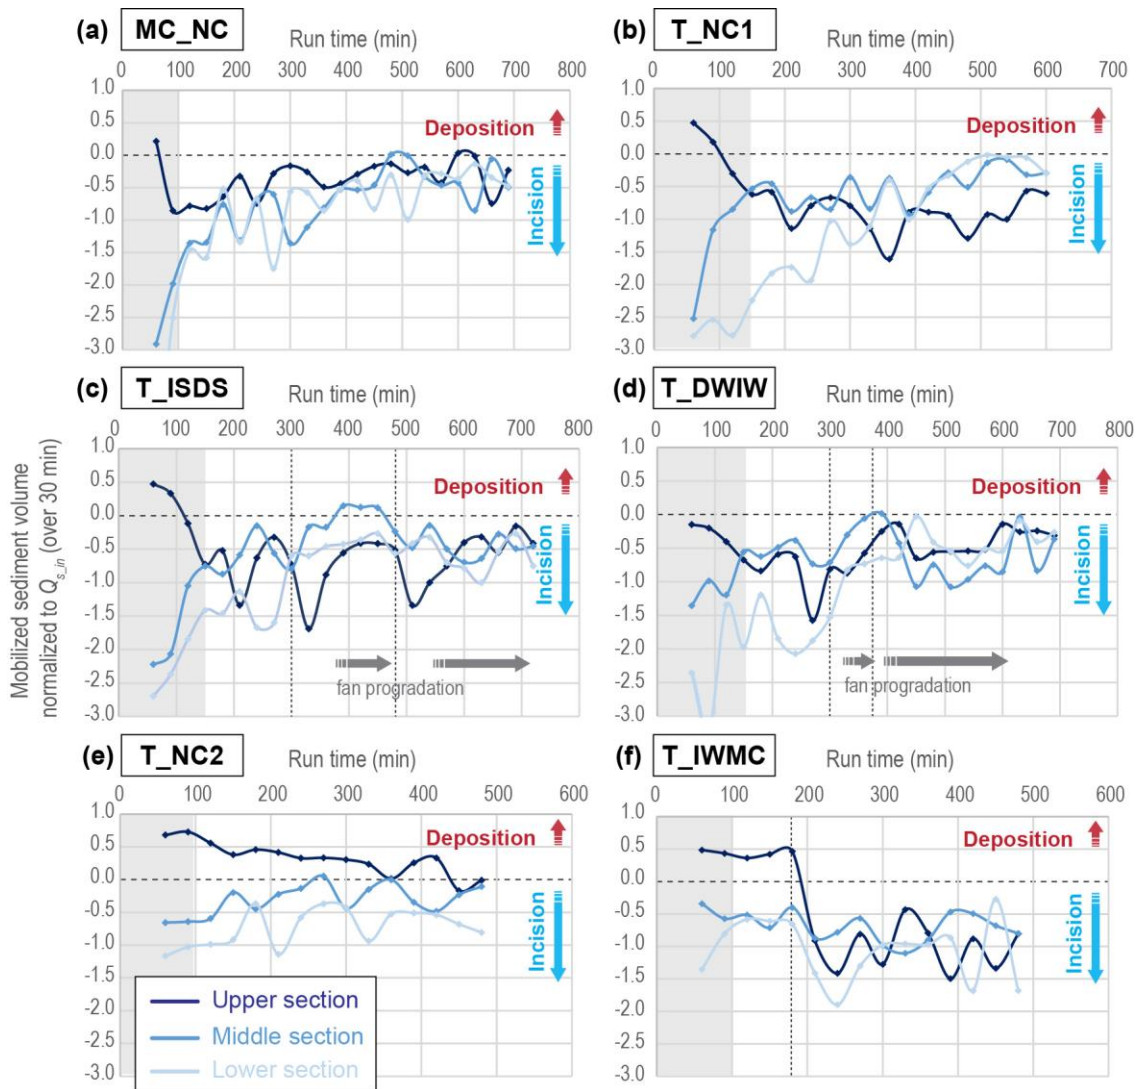 (a) MC_NC
Run time (min)
0 100 200 300 400 500 600 700 800
1.0
0.5
0.0
-0.5
-1.0
-1.5
-2.0
-2.5
-3.0
Deposition
Incision
(b) T_NC1
Run time (min)
0 100 200 300 400 500 600 700
1.0
0.5
0.0
-0.5
-1.0
-1.5
-2.0
-2.5
-3.0
Deposition
Incision
Mobilized sediment volume
normalized to Q_s_in (over 30 min)
(c) T_ISDS
Run time (min)
0 100 200 300 400 500 600 700 800
1.0
0.5
0.0
-0.5
-1.0
-1.5
-2.0
-2.5
-3.0
Deposition
Incision
fan progradation
(d) T_DWIW
Run time (min)
0 100 200 300 400 500 600 700 800
1.0
0.5
0.0
-0.5
-1.0
-1.5
-2.0
-2.5
-3.0
Deposition
Incision
fan progradation
(e) T_NC2
Run time (min)
0 100 200 300 400 500 600
1.0
0.5
0.0
-0.5
-1.0
-1.5
-2.0
-2.5
-3.0
Deposition
Incision
Upper section
Middle section
Lower section
(f) T_IWMC
Run time (min)
0 100 200 300 400 500 600
1.0
0.5
0.0
-0.5
-1.0
-1.5
-2.0
-2.5
-3.0
Deposition
Incision